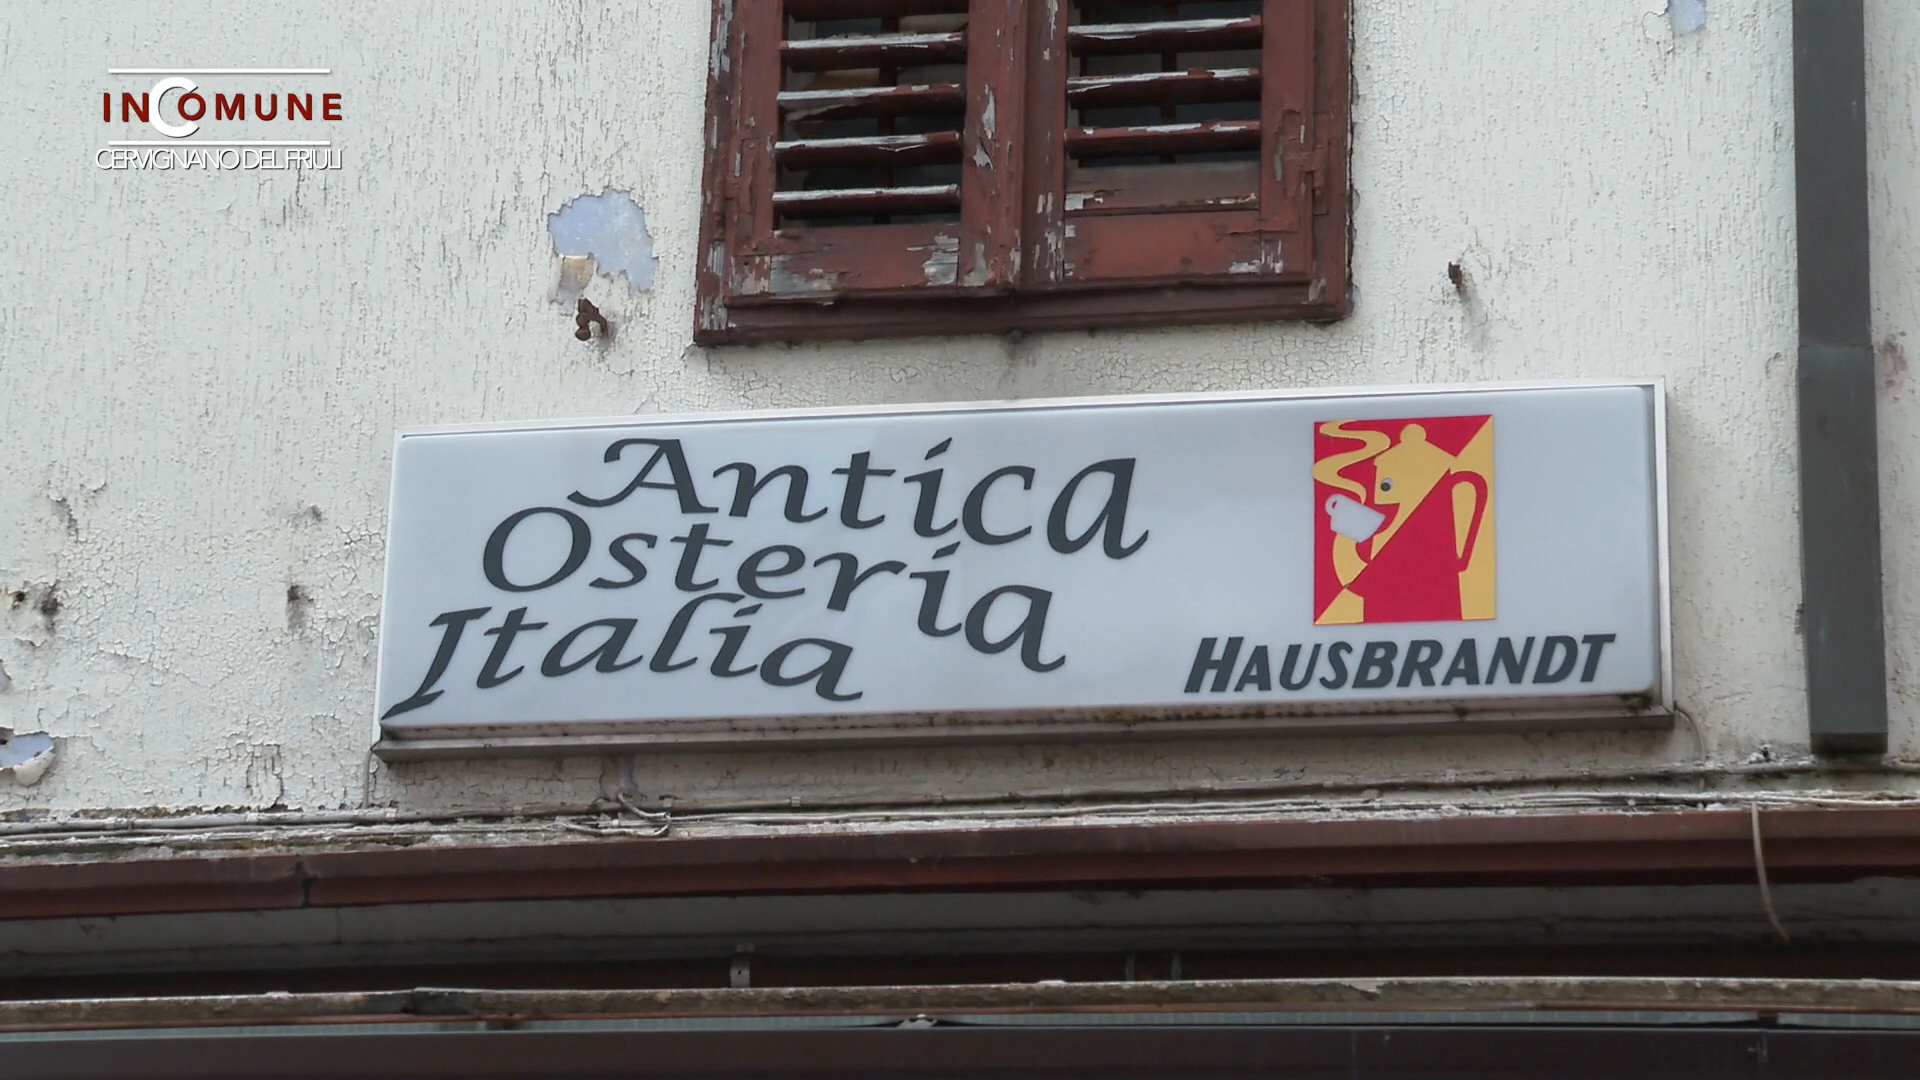 INCOMUNE
CERVIGNANO DEL FRIULI
Antica
Osteria
Italia
HAUSBRANDT